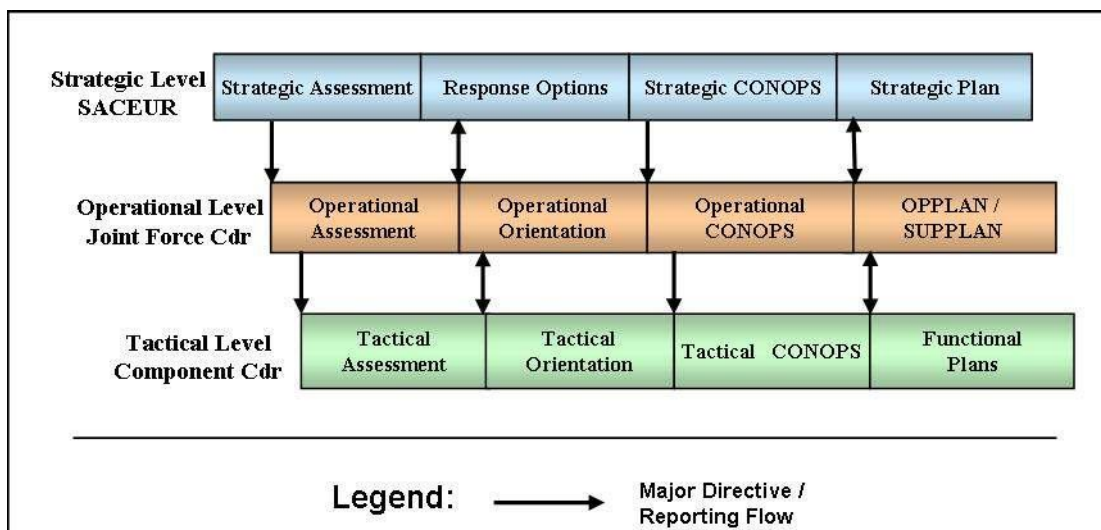 Strategic Level
SACEUR
Strategic Assessment
Response Options
Strategic CONOPS
Strategic Plan
Operational Level
Joint Force Cdr
Operational
Assessment
Operational
Orientation
Operational
CONOPS
OPPLAN /
SUPPLAN
Tactical Level
Component Cdr
Tactical
Assessment
Tactical
Orientation
Tactical CONOPS
Functional
Plans
Legend:
Major Directive /
Reporting Flow